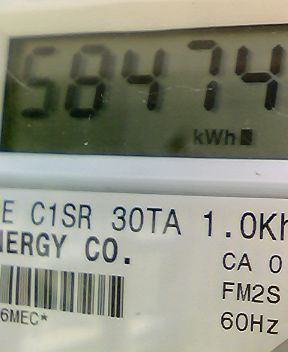 58474
kWh
E C1SR 30TA 1.0Kh
NERGY CO.
CA 0
FM2S
6MEC*
60Hz